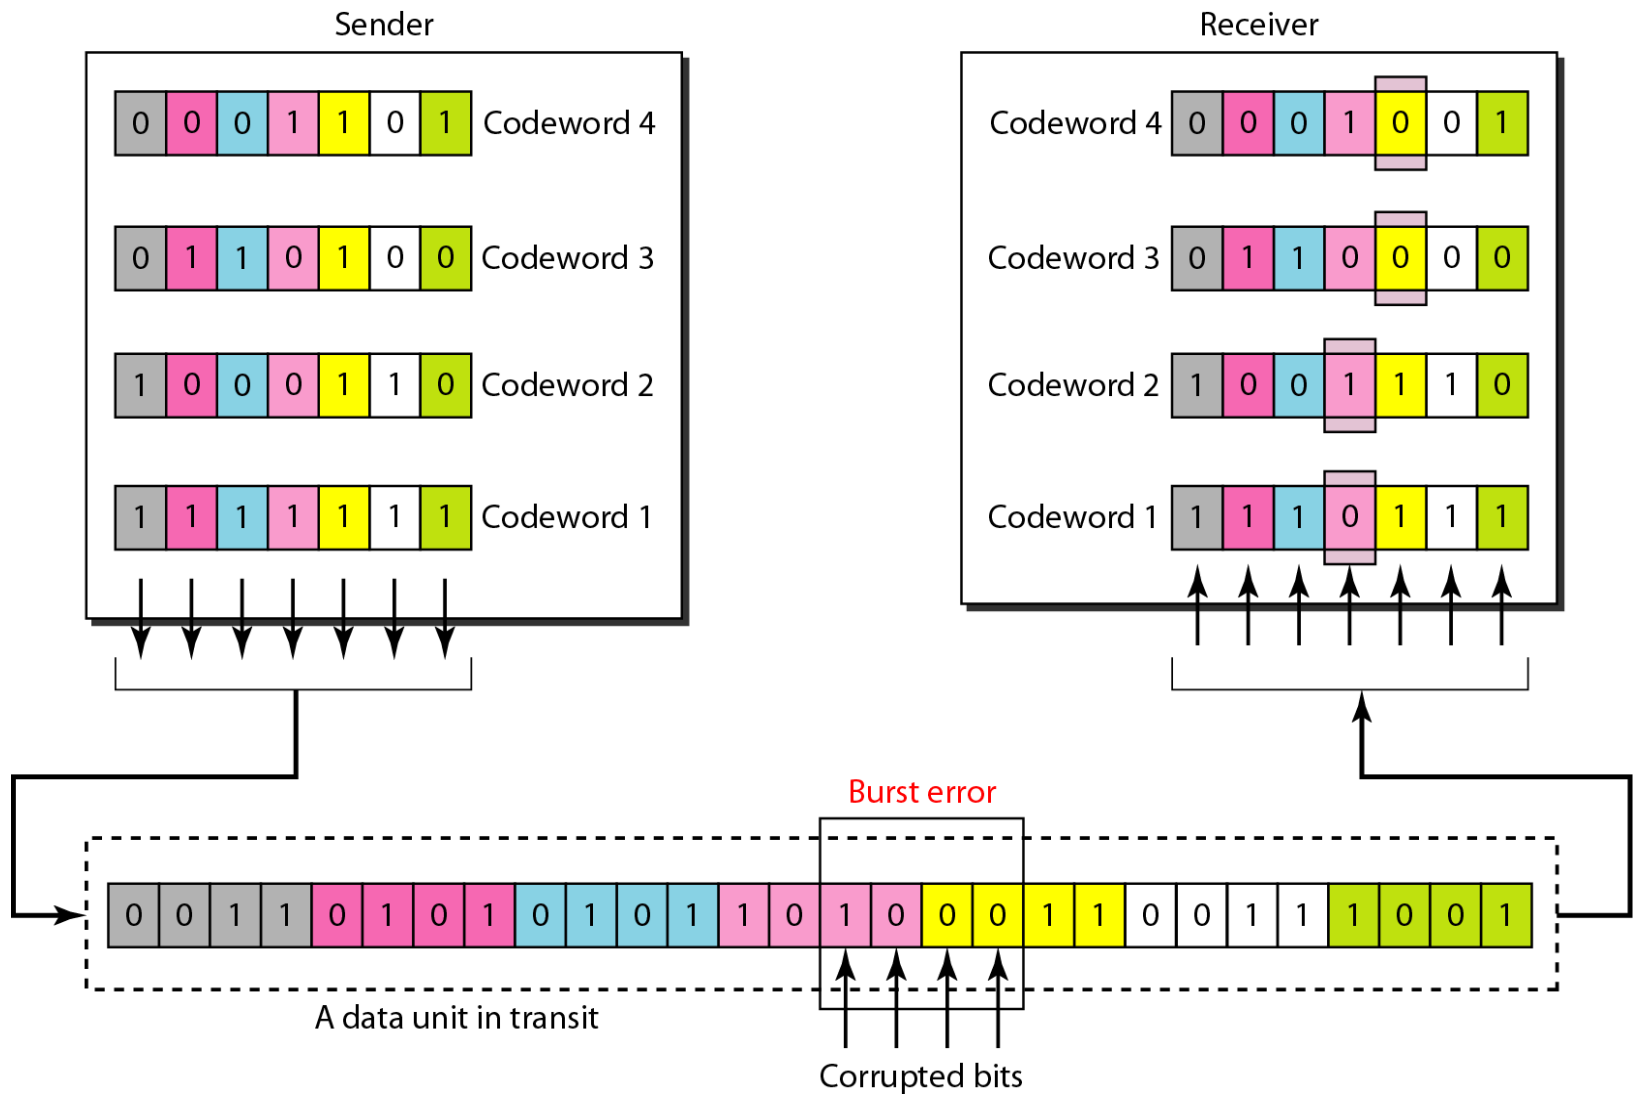 Sender
0 0 0 1 1 0 1 Codeword 4
0 1 1 0 1 0 0 Codeword 3
1 0 0 0 1 1 0 Codeword 2
1 1 1 1 1 1 1 Codeword 1
Receiver
Codeword 4 0 0 0 1 0 0 1
Codeword 3 0 1 1 0 0 0 0
Codeword 2 1 0 0 1 1 1 0
Codeword 1 1 1 1 0 1 1 1
Burst error
0 0 1 1 0 1 0 1 0 1 0 1 1 0 1 0 0 0 1 1 0 0 1 1 1 0 0 1
A data unit in transit
Corrupted bits